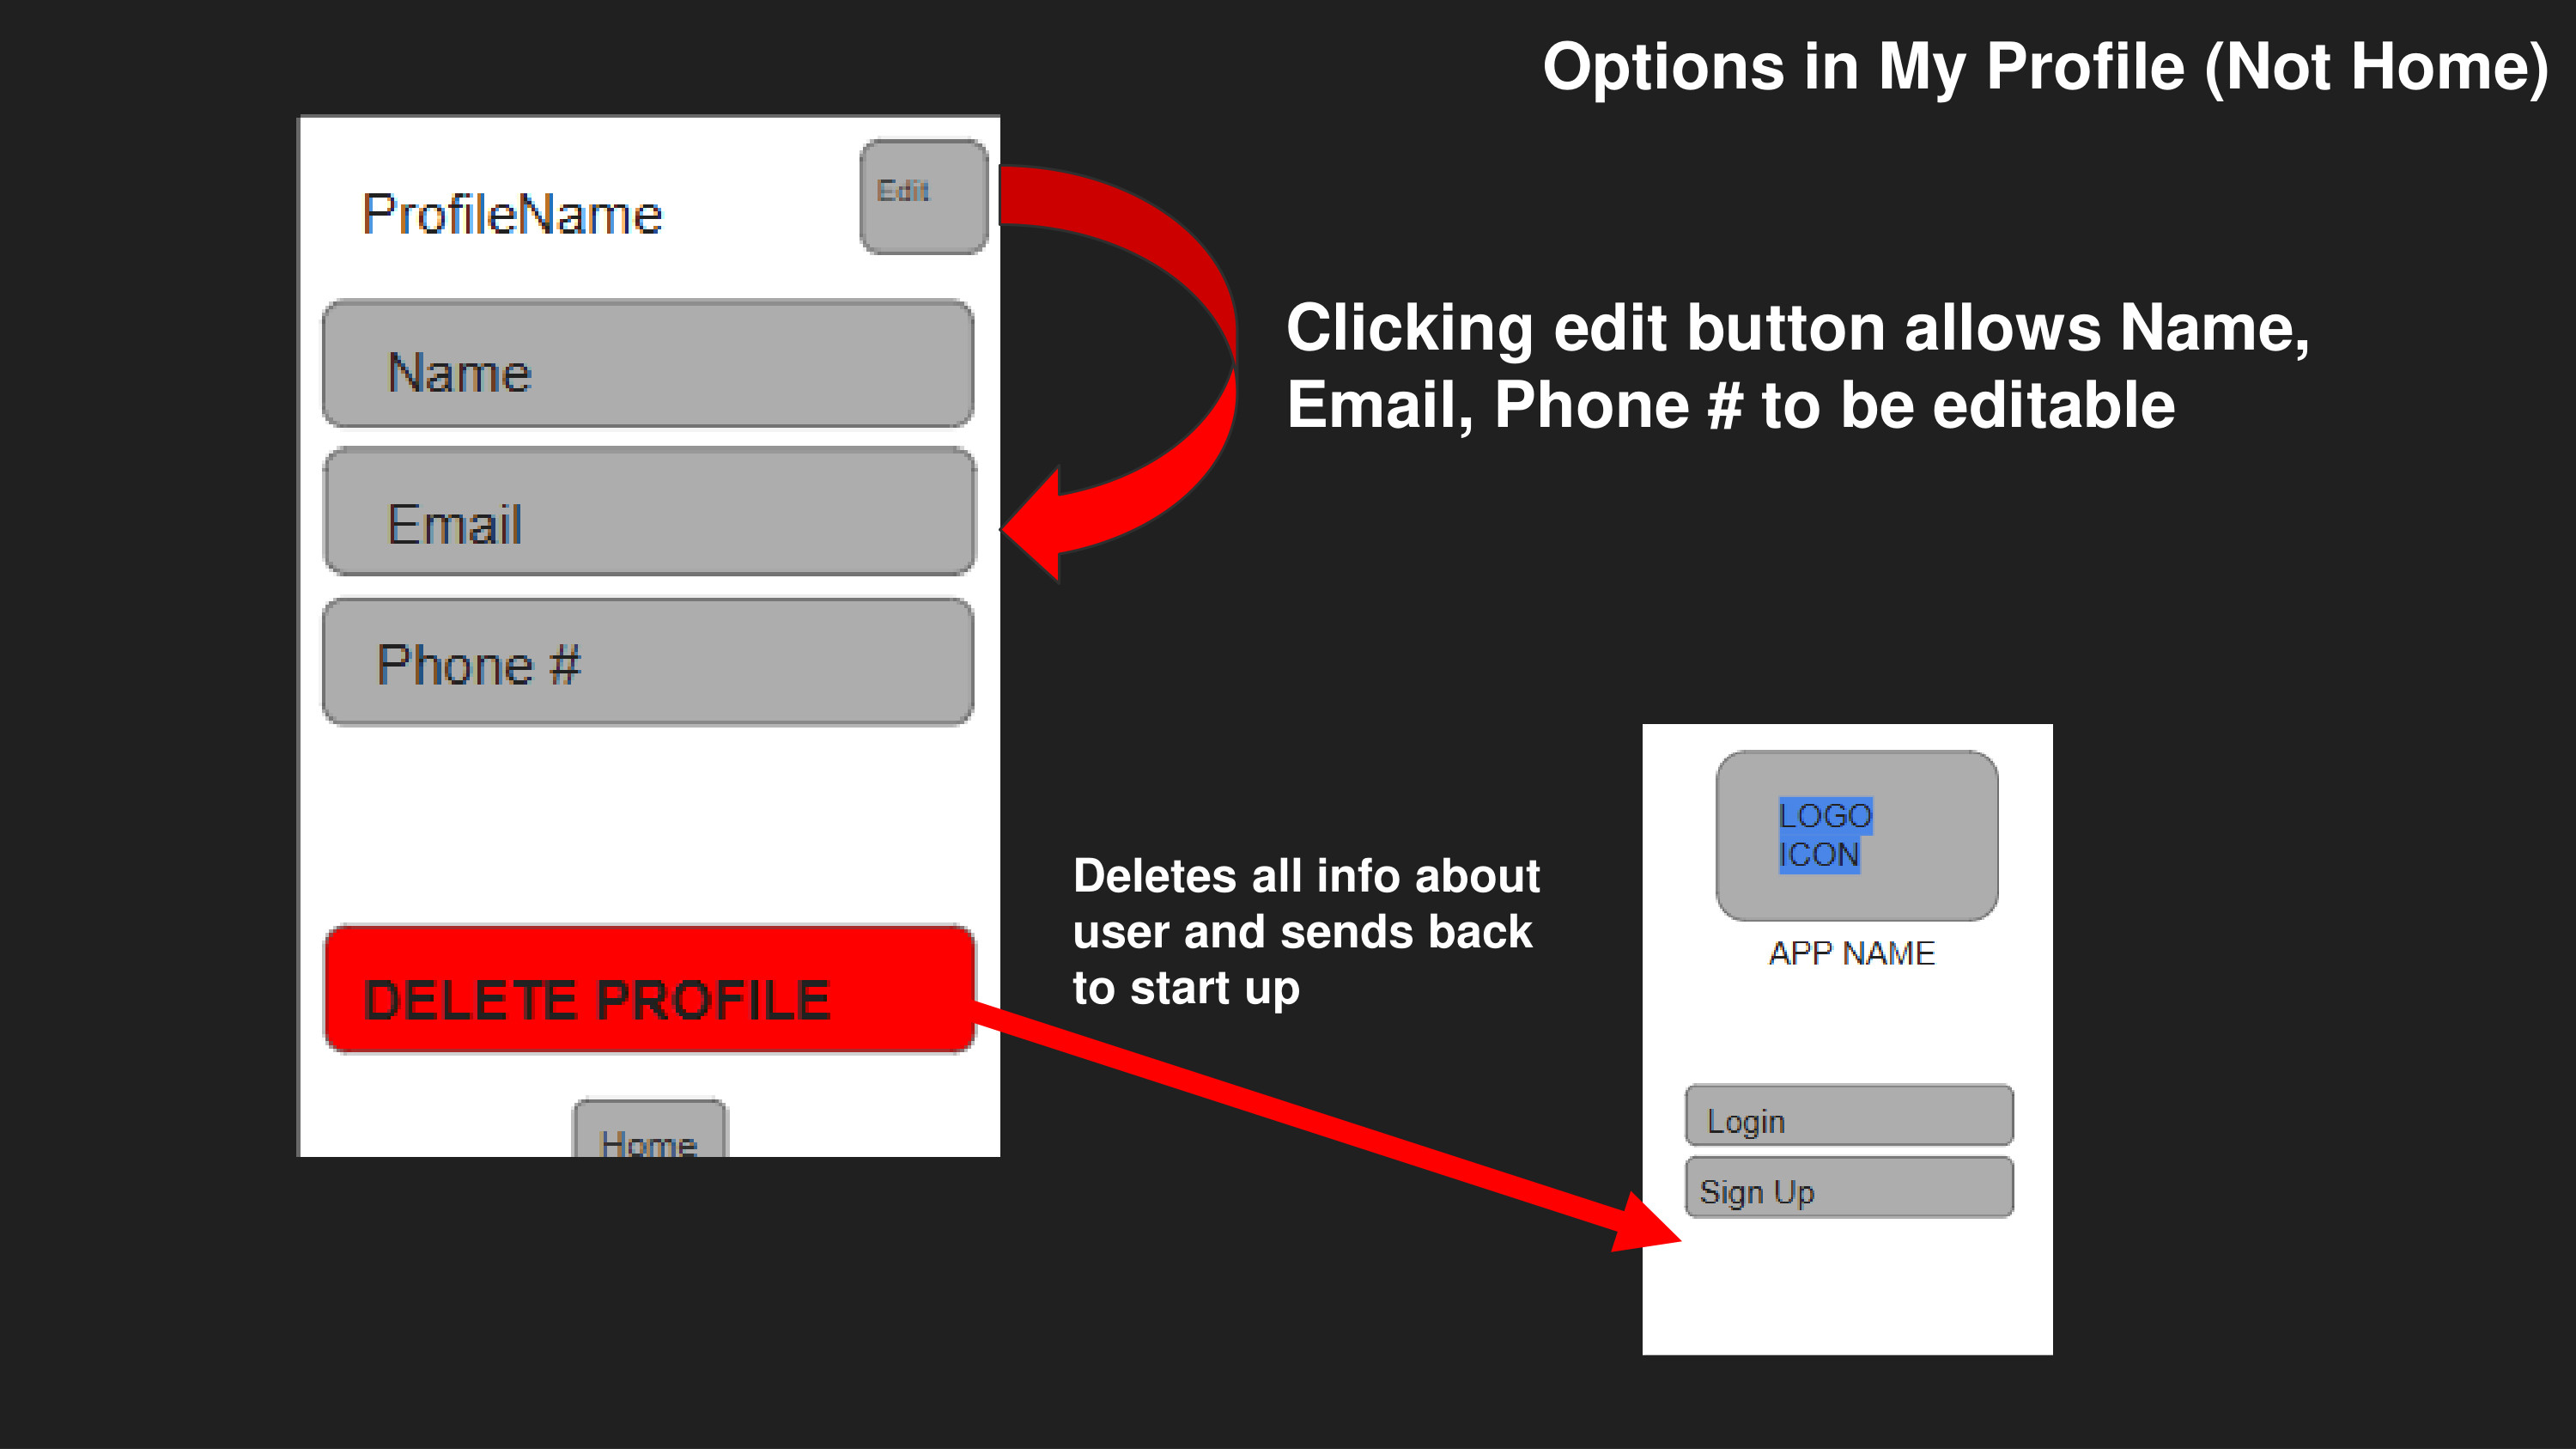 Options in My Profile (Not Home)
ProfileName
Edit
Name
Email
Phone #
DELETE PROFILE
Home
Clicking edit button allows Name,
Email, Phone # to be editable
Deletes all info about
user and sends back
to start up
LOGO
ICON
APP NAME
Login
Sign Up